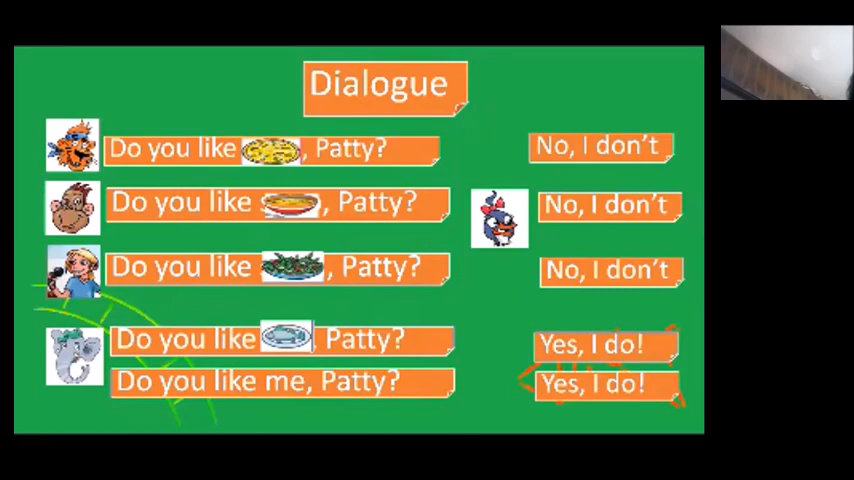 Dialogue
Do you like , Patty? No, I don't
Do you like , Patty? No, I don't
Do you like , Patty? No, I don't
Do you like , Patty? Yes, I do!
Do you like me, Patty? Yes, I do!